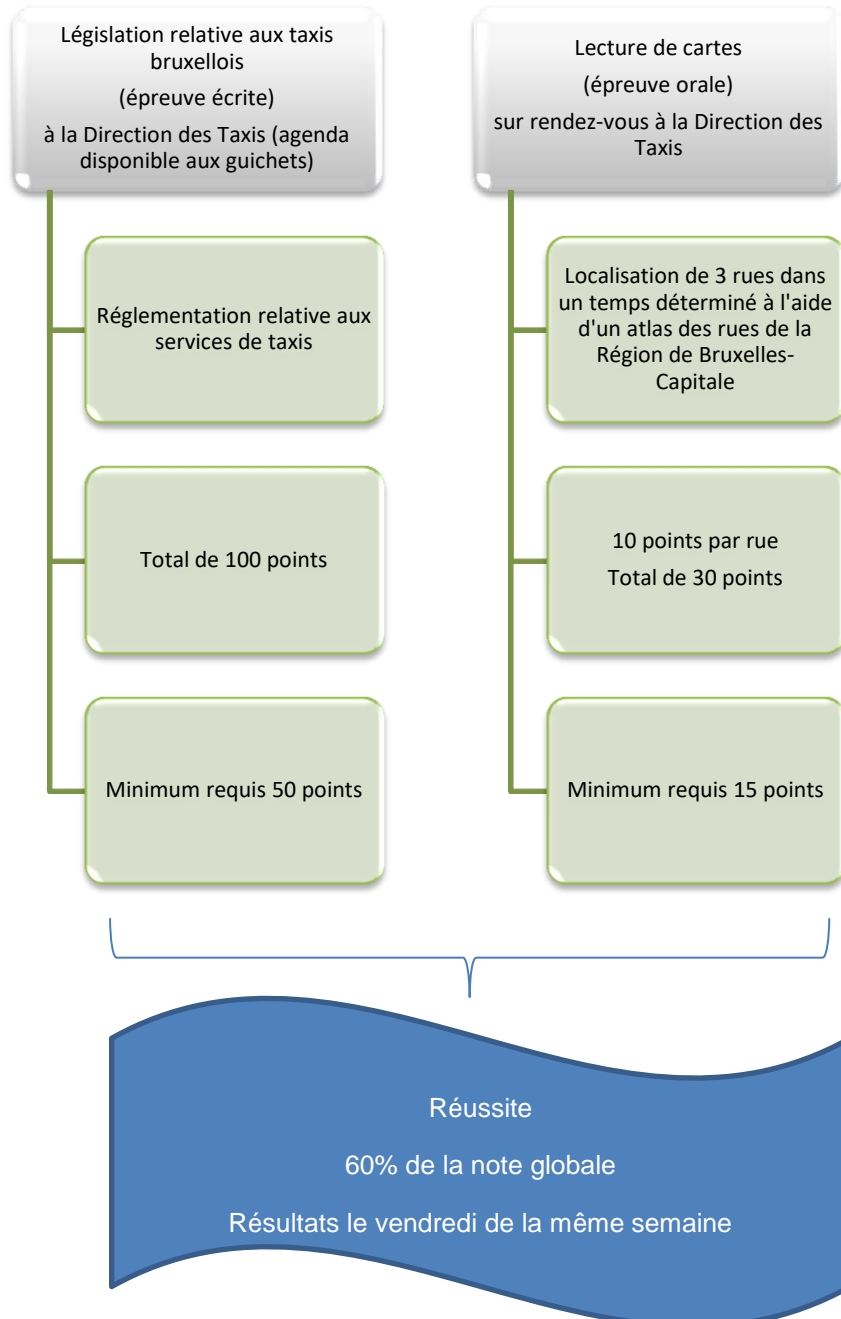 Législation relative aux taxis
bruxellois
(épreuve écrite)
à la Direction des Taxis (agenda
disponible aux guichets)
Réglementation relative aux
services de taxis
Total de 100 points
Minimum requis 50 points
Lecture de cartes
(épreuve orale)
sur rendez-vous à la Direction des
Taxis
Localisation de 3 rues dans
un temps déterminé à l'aide
d'un atlas des rues de la
Région de Bruxelles-
Capitale
10 points par rue
Total de 30 points
Minimum requis 15 points
Réussite
60% de la note globale
Résultats le vendredi de la même semaine